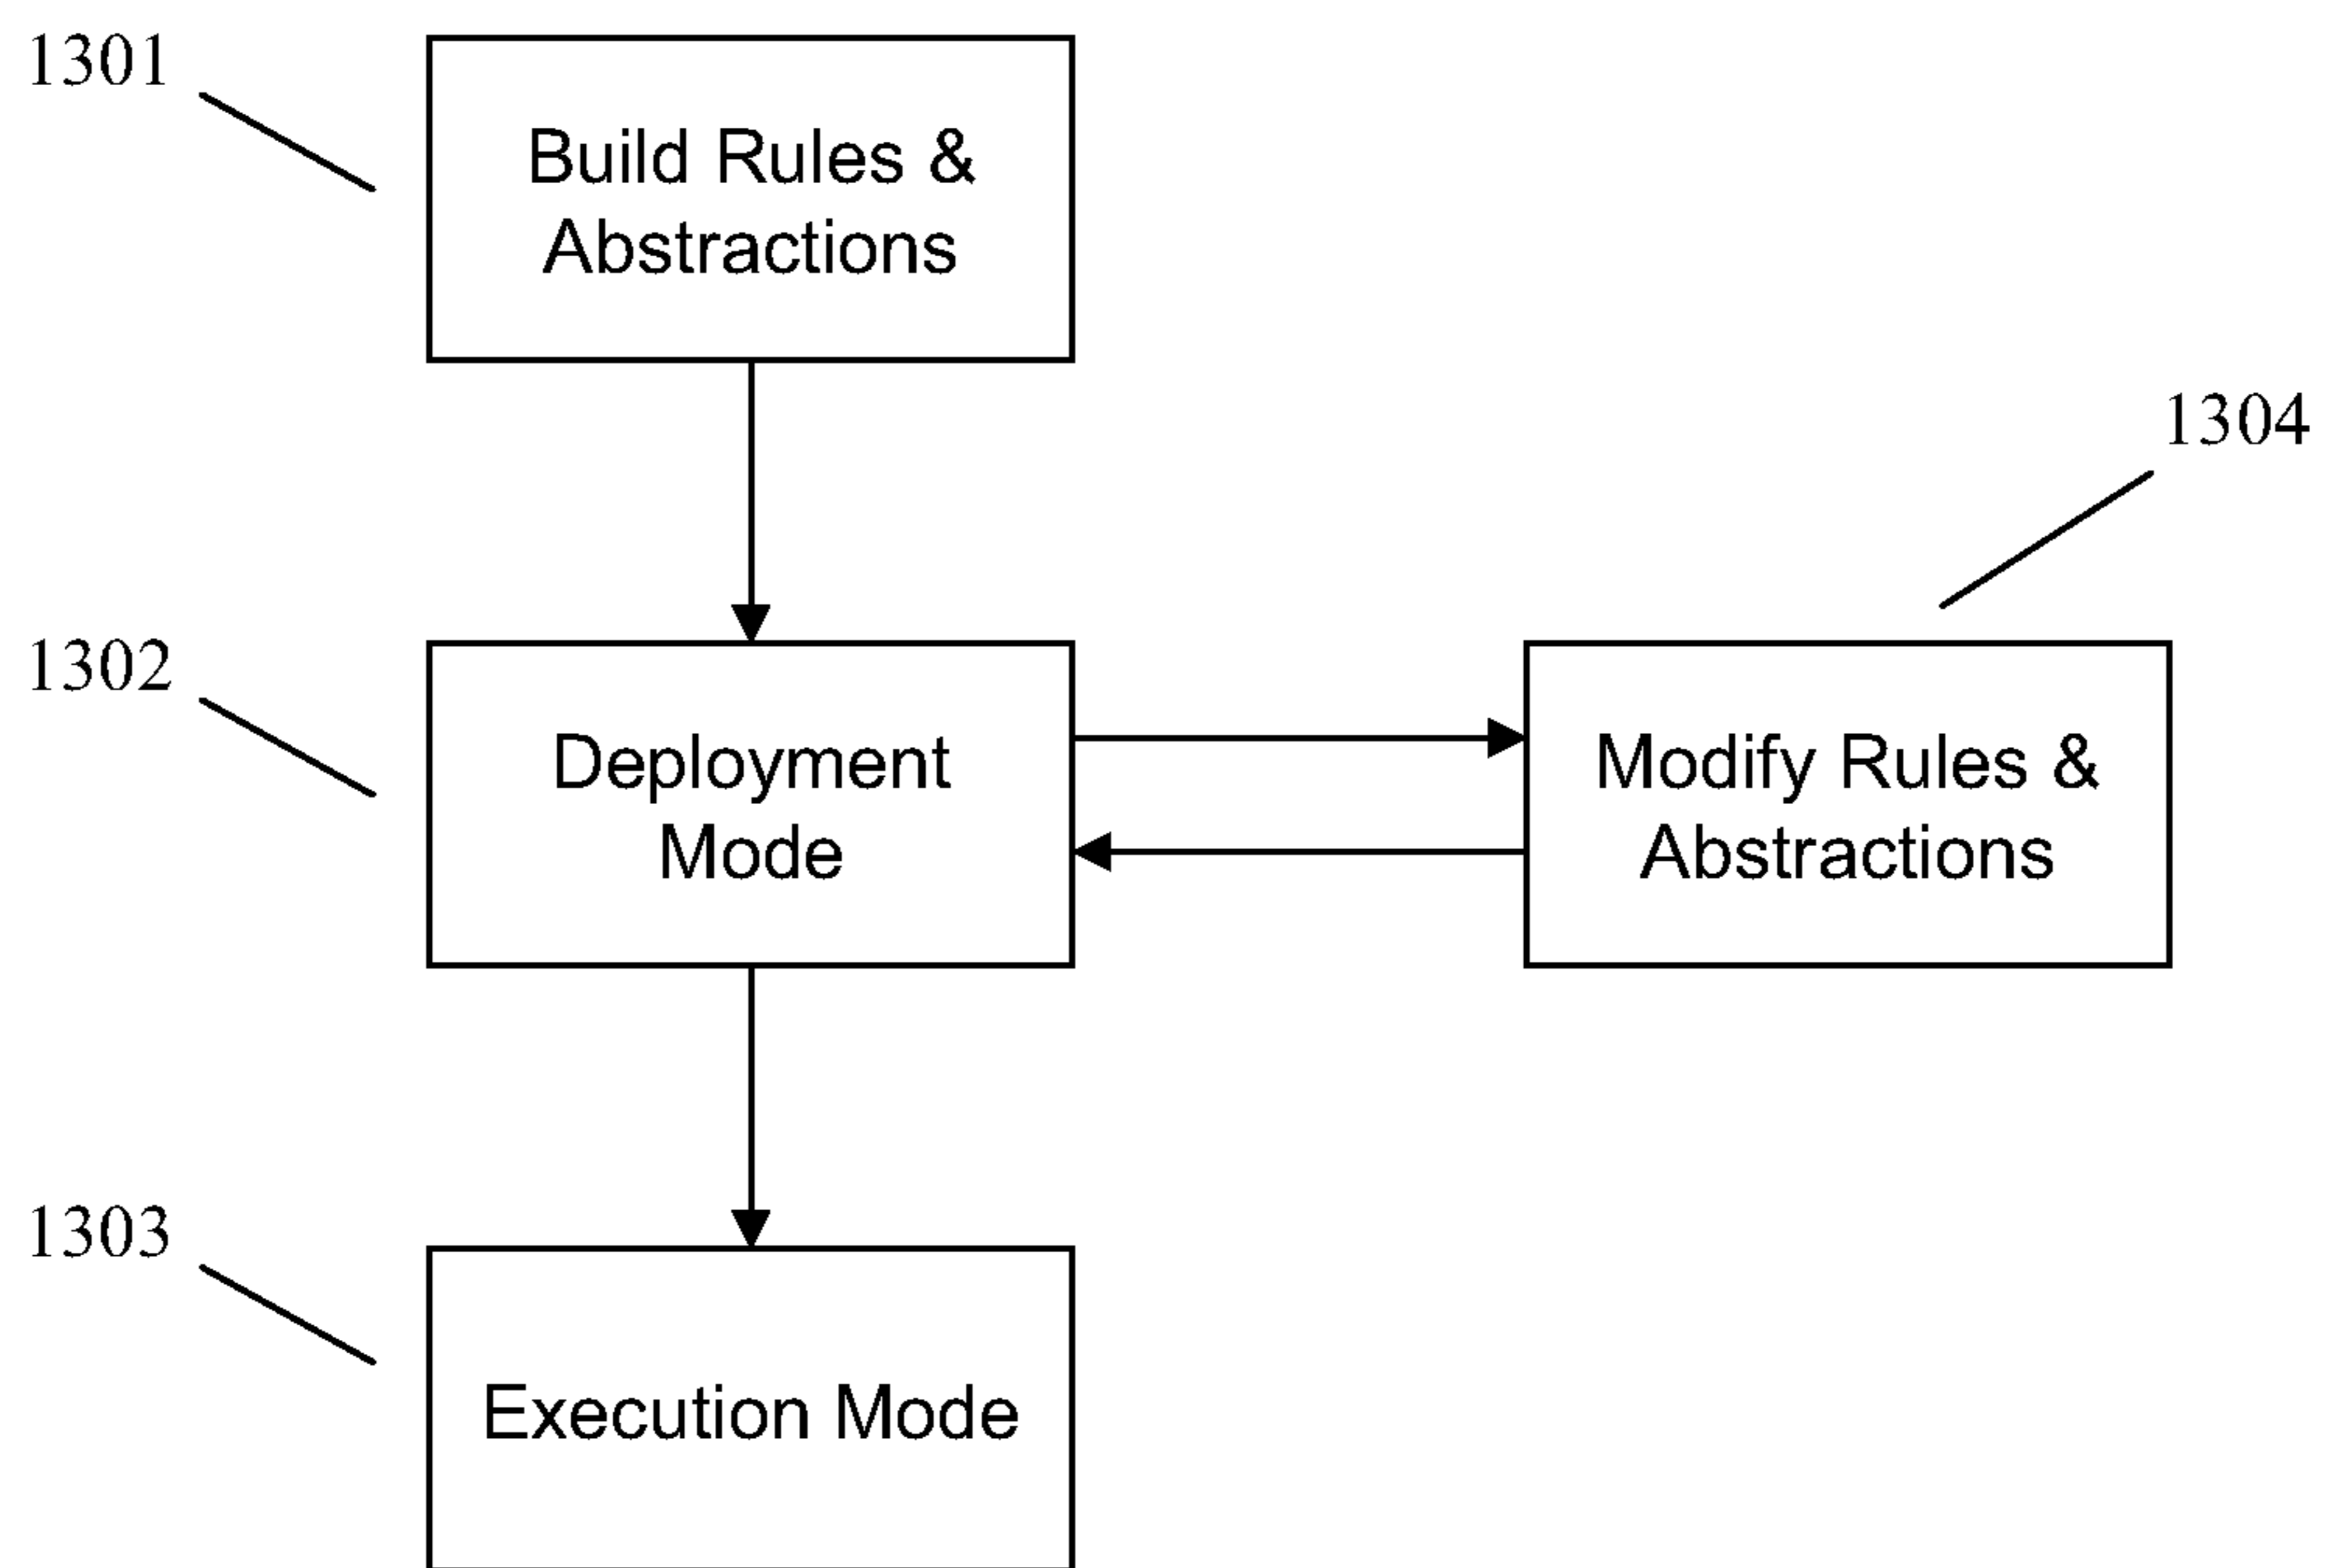 1301
Build Rules &
Abstractions
1304
1302
Deployment
Mode
Modify Rules &
Abstractions
1303
Execution Mode